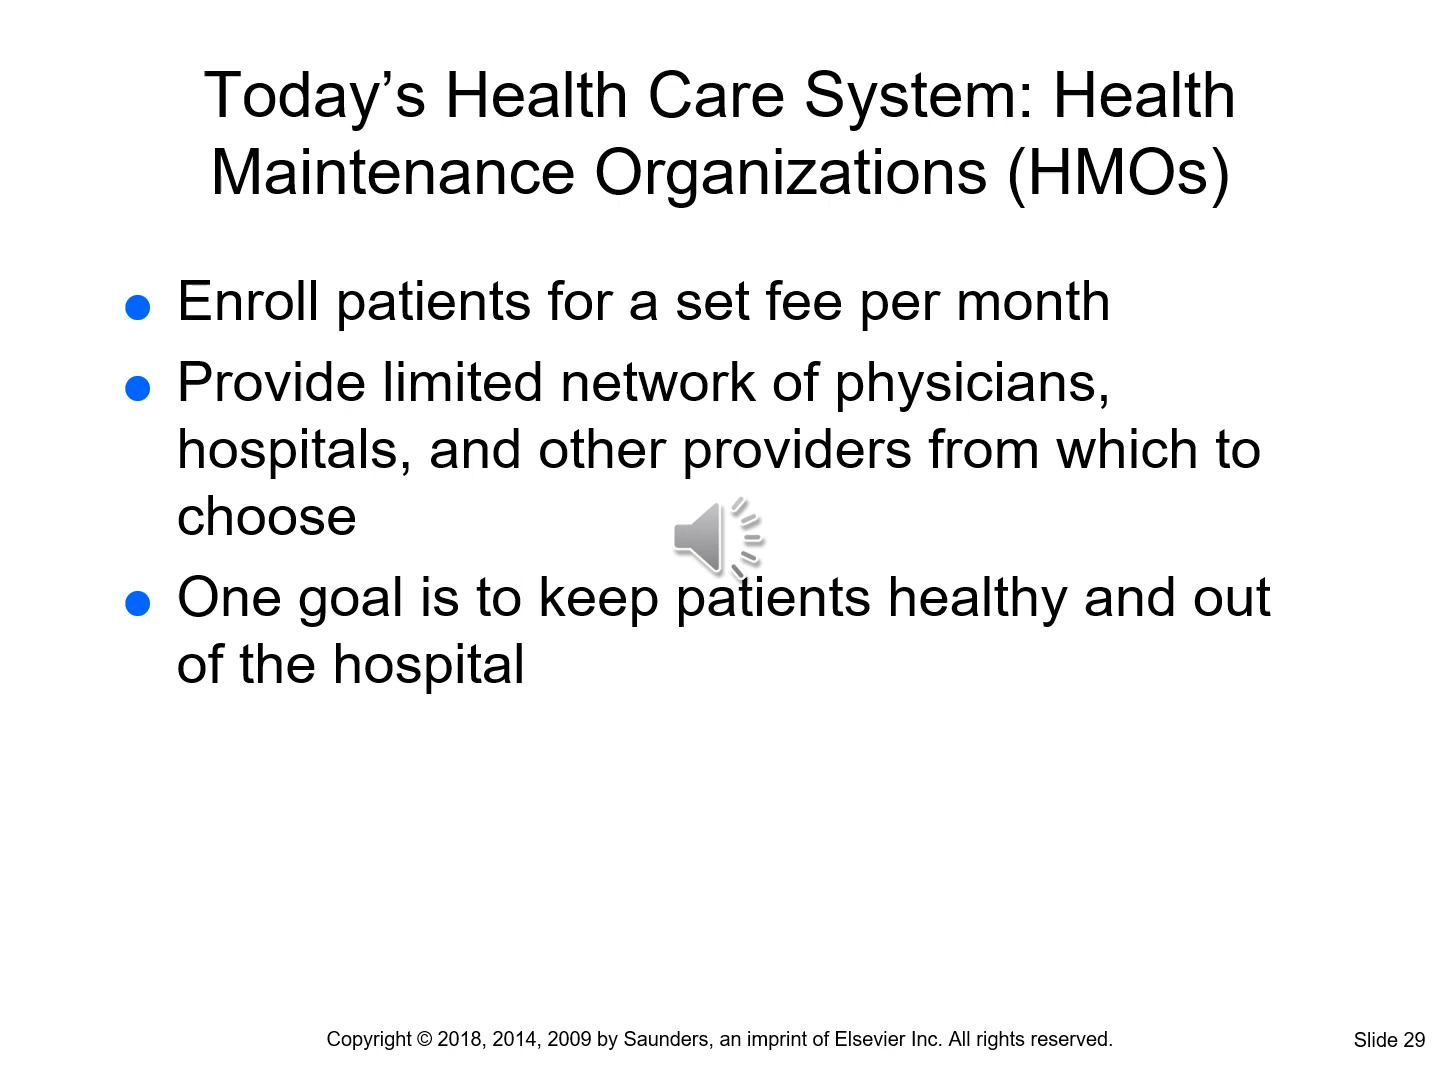 Today’s Health Care System: Health
Maintenance Organizations (HMOs)
● Enroll patients for a set fee per month
● Provide limited network of physicians,
hospitals, and other providers from which to
choose
● One goal is to keep patients healthy and out
of the hospital
Copyright © 2018, 2014, 2009 by Saunders, an imprint of Elsevier Inc. All rights reserved.
Slide 29